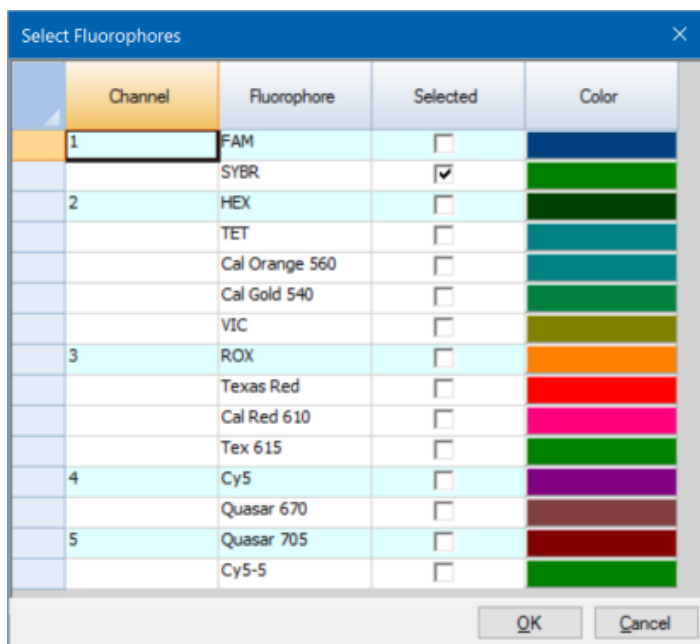 Select Fluorophores
Channel Fluorophore Selected Color
1 FAM
SYBR
2 HEX
TET
Cal Orange 560
Cal Gold 540
VIC
3 ROX
Texas Red
Cal Red 610
Tex 615
4 Cy5
Quasar 670
5 Quasar 705
Cy5-5
OK Cancel